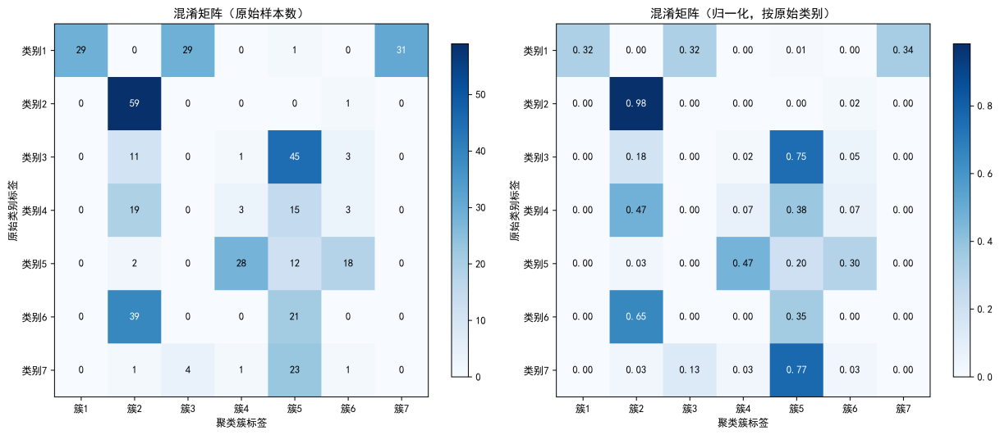 混淆矩阵（原始样本数）
类别1 29 0 29 0 1 0 31
类别2 0 59 0 0 0 1 0
类别3 0 11 0 1 45 3 0
类别4 0 19 0 3 15 3 0
类别5 0 2 0 28 12 18 0
类别6 0 39 0 0 21 0 0
类别7 0 1 4 1 23 1 0
簇1 簇2 簇3 簇4 簇5 簇6 簇7
聚类簇标签
原始类别标签
50
40
30
20
10
0
混淆矩阵（归一化，按原始类别）
类别1 0.32 0.00 0.32 0.00 0.01 0.00 0.34
类别2 0.00 0.98 0.00 0.00 0.00 0.02 0.00
类别3 0.00 0.18 0.00 0.02 0.75 0.05 0.00
类别4 0.00 0.47 0.00 0.07 0.38 0.07 0.00
类别5 0.00 0.03 0.00 0.47 0.20 0.30 0.00
类别6 0.00 0.65 0.00 0.00 0.35 0.00 0.00
类别7 0.00 0.03 0.13 0.03 0.77 0.03 0.00
簇1 簇2 簇3 簇4 簇5 簇6 簇7
聚类簇标签
原始类别标签
0.8
0.6
0.4
0.2
0.0